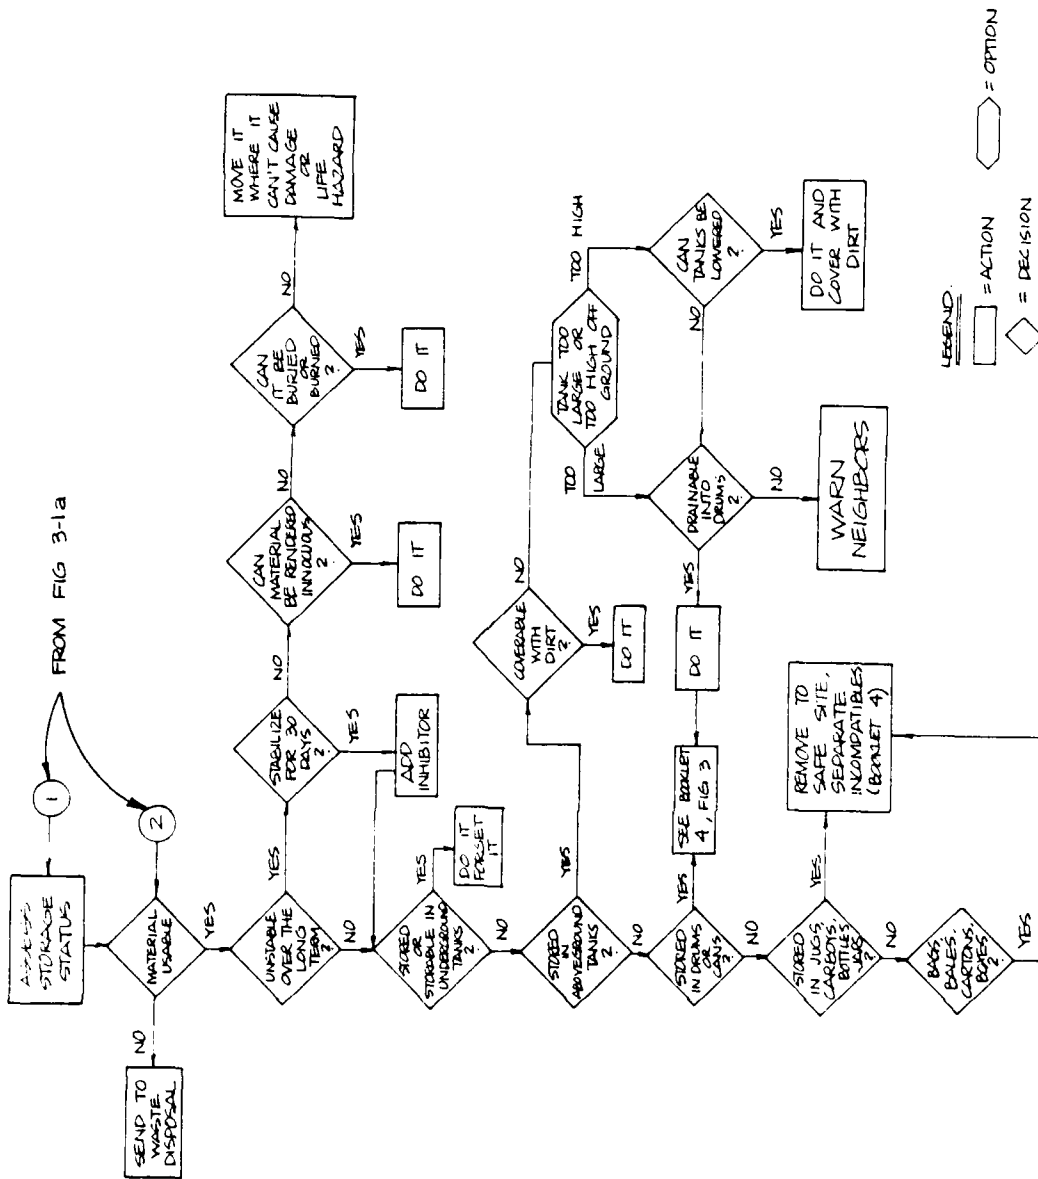 FROM FIG 3-1a
1
2
ASSESS
STORAGE
STATUS
MATERIAL
USABLE
NO
SEND TO
WASTE
DISPOSAL
YES
UNSTABLE
OVER THE
LONG
TERM
?
YES
STABILIZE
FOR 30
DAYS
?
YES
ADD
INHIBITOR
NO
CAN
MATERIAL
BE RENDERED
INNOCUOUS
?
YES
DO IT
NO
CAN
IT BE
BURIED
OR
BURNED
?
YES
DO IT
NO
MOVE IT
WHERE IT
CAN'T CAUSE
DAMAGE
OR
LIFE
HAZARD
NO
STORED
OR
STORABLE IN
UNDERGROUND
TANKS
?
YES
DO IT
FORGET
IT
NO
STORED
IN
ABOVEGROUND
TANKS
?
YES
COVERABLE
WITH
DIRT
?
YES
DO IT
NO
TANK TOO
LARGE OR
TOO HIGH OFF
GROUND
TOO HIGH
CAN
TANKS BE
LOWERED
?
YES
DO IT AND
COVER WITH
DIRT
NO
TOO
LARGE
DRAINABLE
INTO
DRUMS
?
NO
WARN
NEIGHBORS
YES
DO IT
NO
STORED
IN DRUMS
OR
CANS
?
YES
SEE BOOKLET
4, FIG 3
NO
STORED
IN JUGS,
CARBOYS,
BOTTLES,
JARS
?
YES
REMOVE TO
SAFE SITE,
SEPARATE
INCOMPATIBLES
(BOOKLET 4)
NO
BAGS,
BALES,
CARTONS,
BOXES,
?
YES
LEGEND
= ACTION
= DECISION
= OPTION